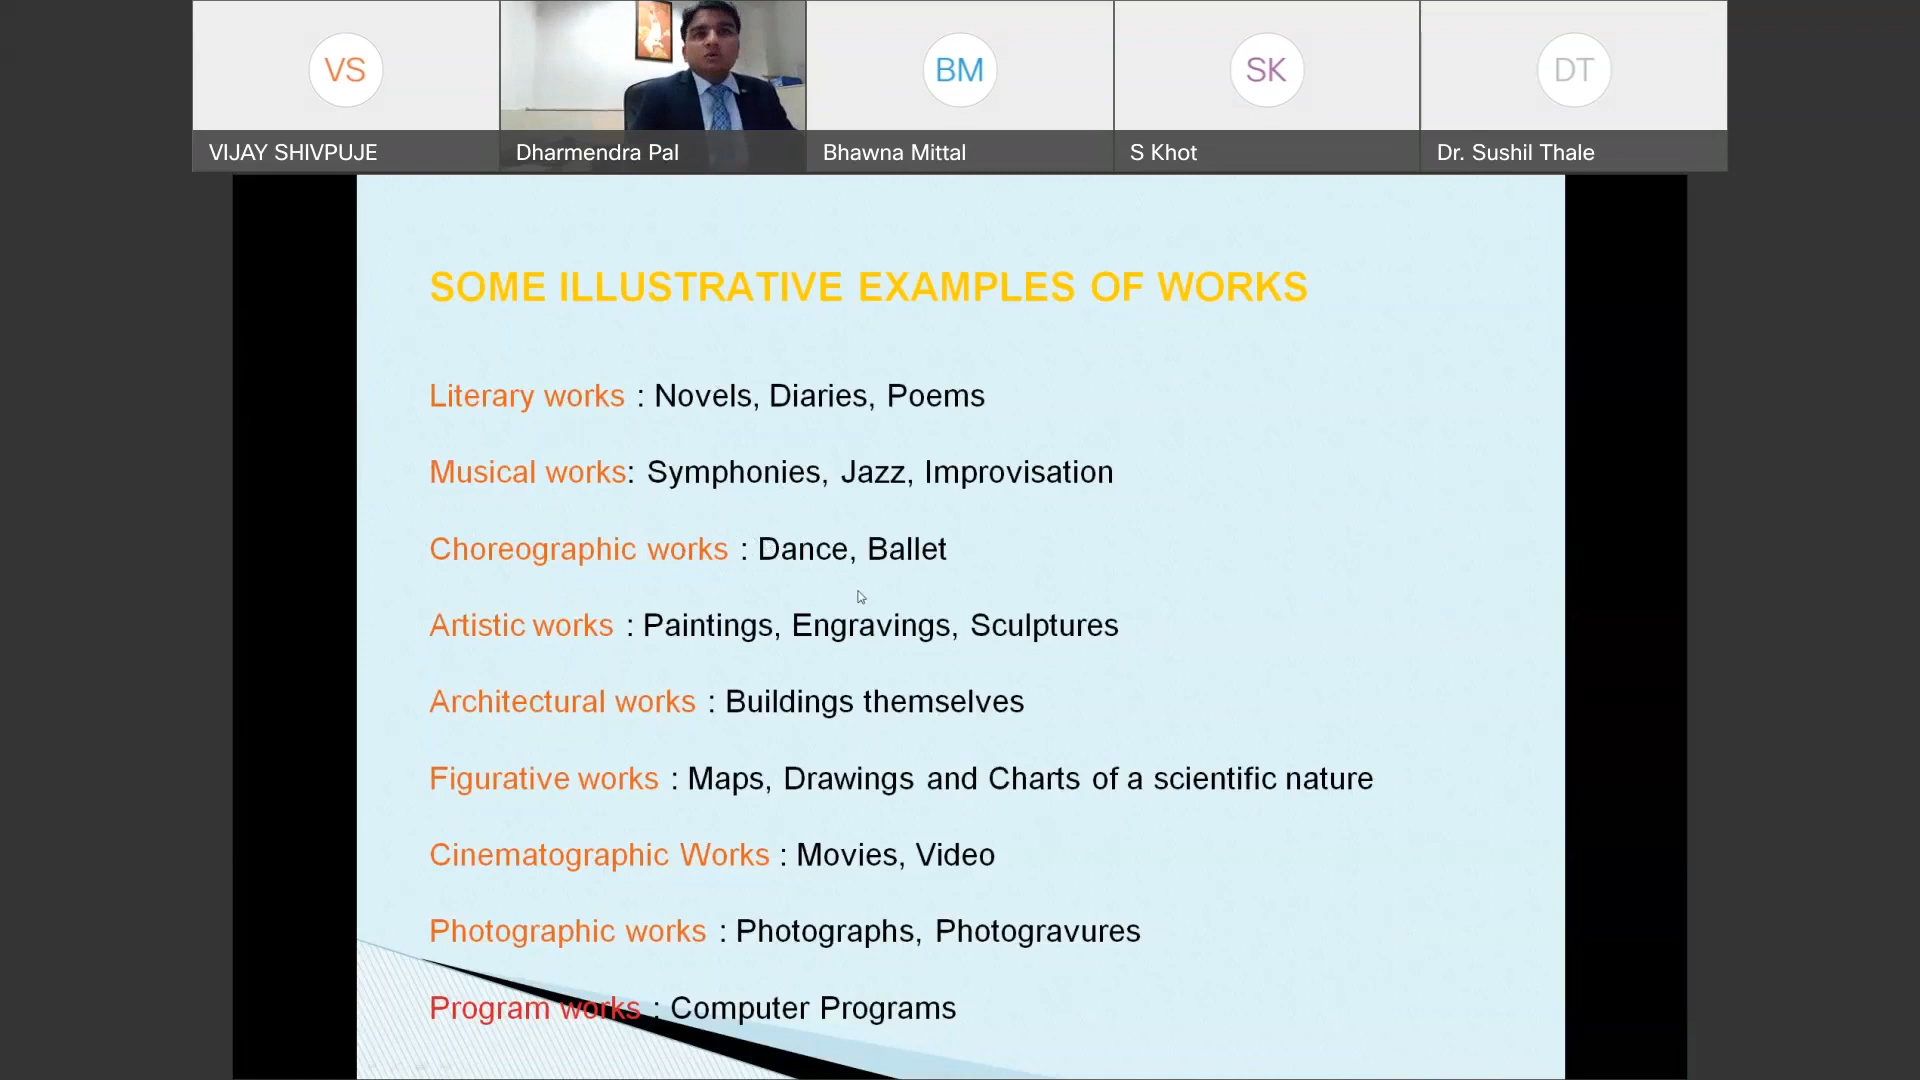 VS
BM
SK
DT
VIJAY SHIVPUJE
Dharmendra Pal
Bhawna Mittal
S Khot
Dr. Sushil Thale
SOME ILLUSTRATIVE EXAMPLES OF WORKS
Literary works : Novels, Diaries, Poems
Musical works: Symphonies, Jazz, Improvisation
Choreographic works : Dance, Ballet
Artistic works : Paintings, Engravings, Sculptures
Architectural works : Buildings themselves
Figurative works : Maps, Drawings and Charts of a scientific nature
Cinematographic Works : Movies, Video
Photographic works : Photographs, Photogravures
Program works : Computer Programs